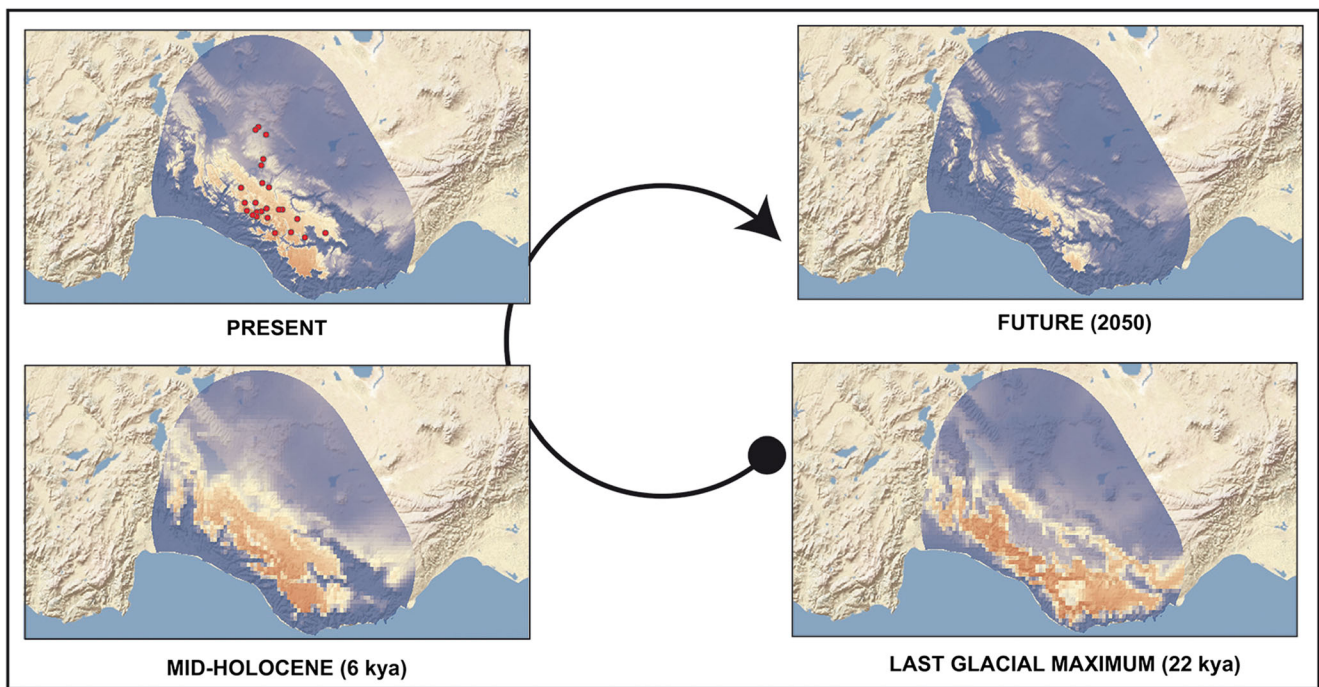 PRESENT
FUTURE (2050)
MID-HOLOCENE (6 kya)
LAST GLACIAL MAXIMUM (22 kya)